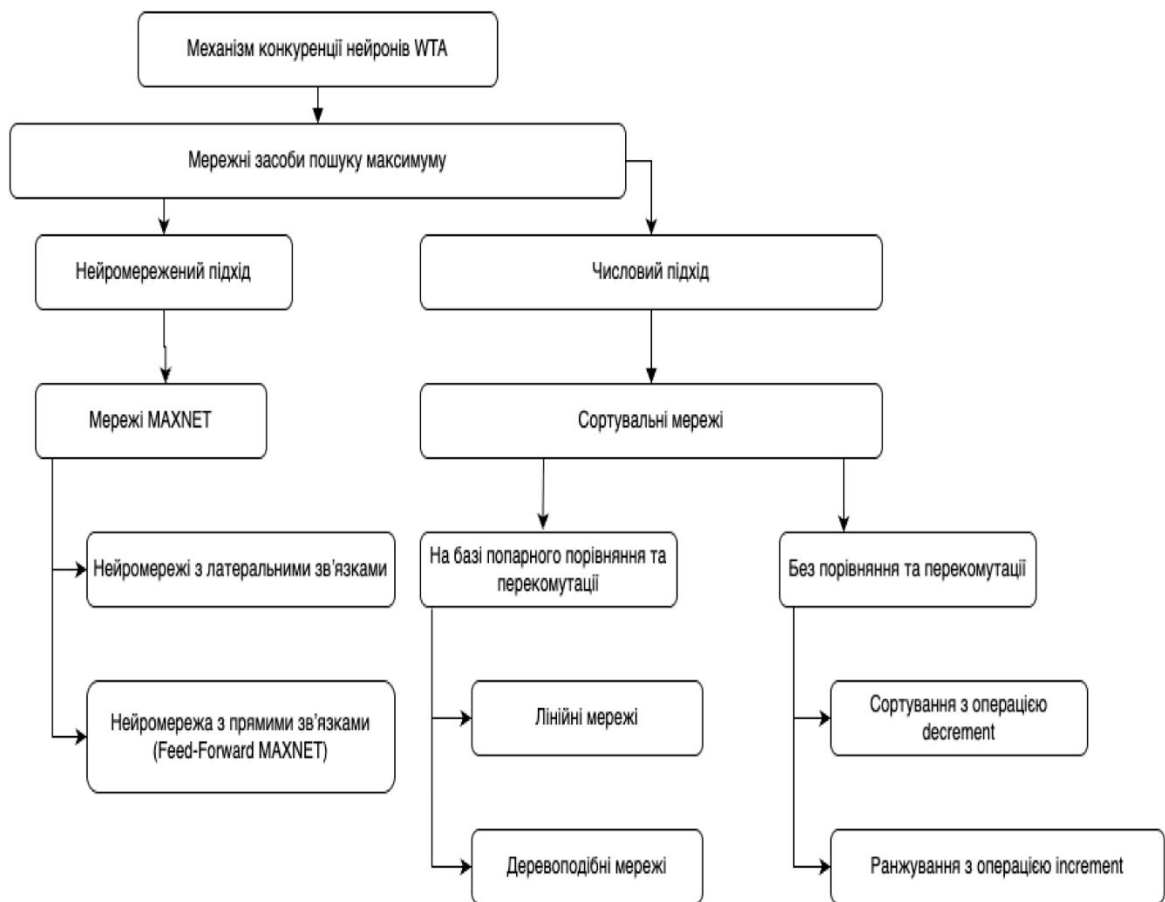 Механізм конкуренції нейронів WTA
Мережні засоби пошуку максимуму
Нейромережений підхід
Числовий підхід
Мережі MAXNET
Сортувальні мережі
Нейромережі з латеральними зв'язками
На базі попарного порівняння та
перекомутації
Без порівняння та перекомутації
Нейромережа з прямими зв'язками
(Feed-Forward MAXNET)
Лінійні мережі
Сортування з операцією
decrement
Деревоподібні мережі
Ранжування з операцією increment